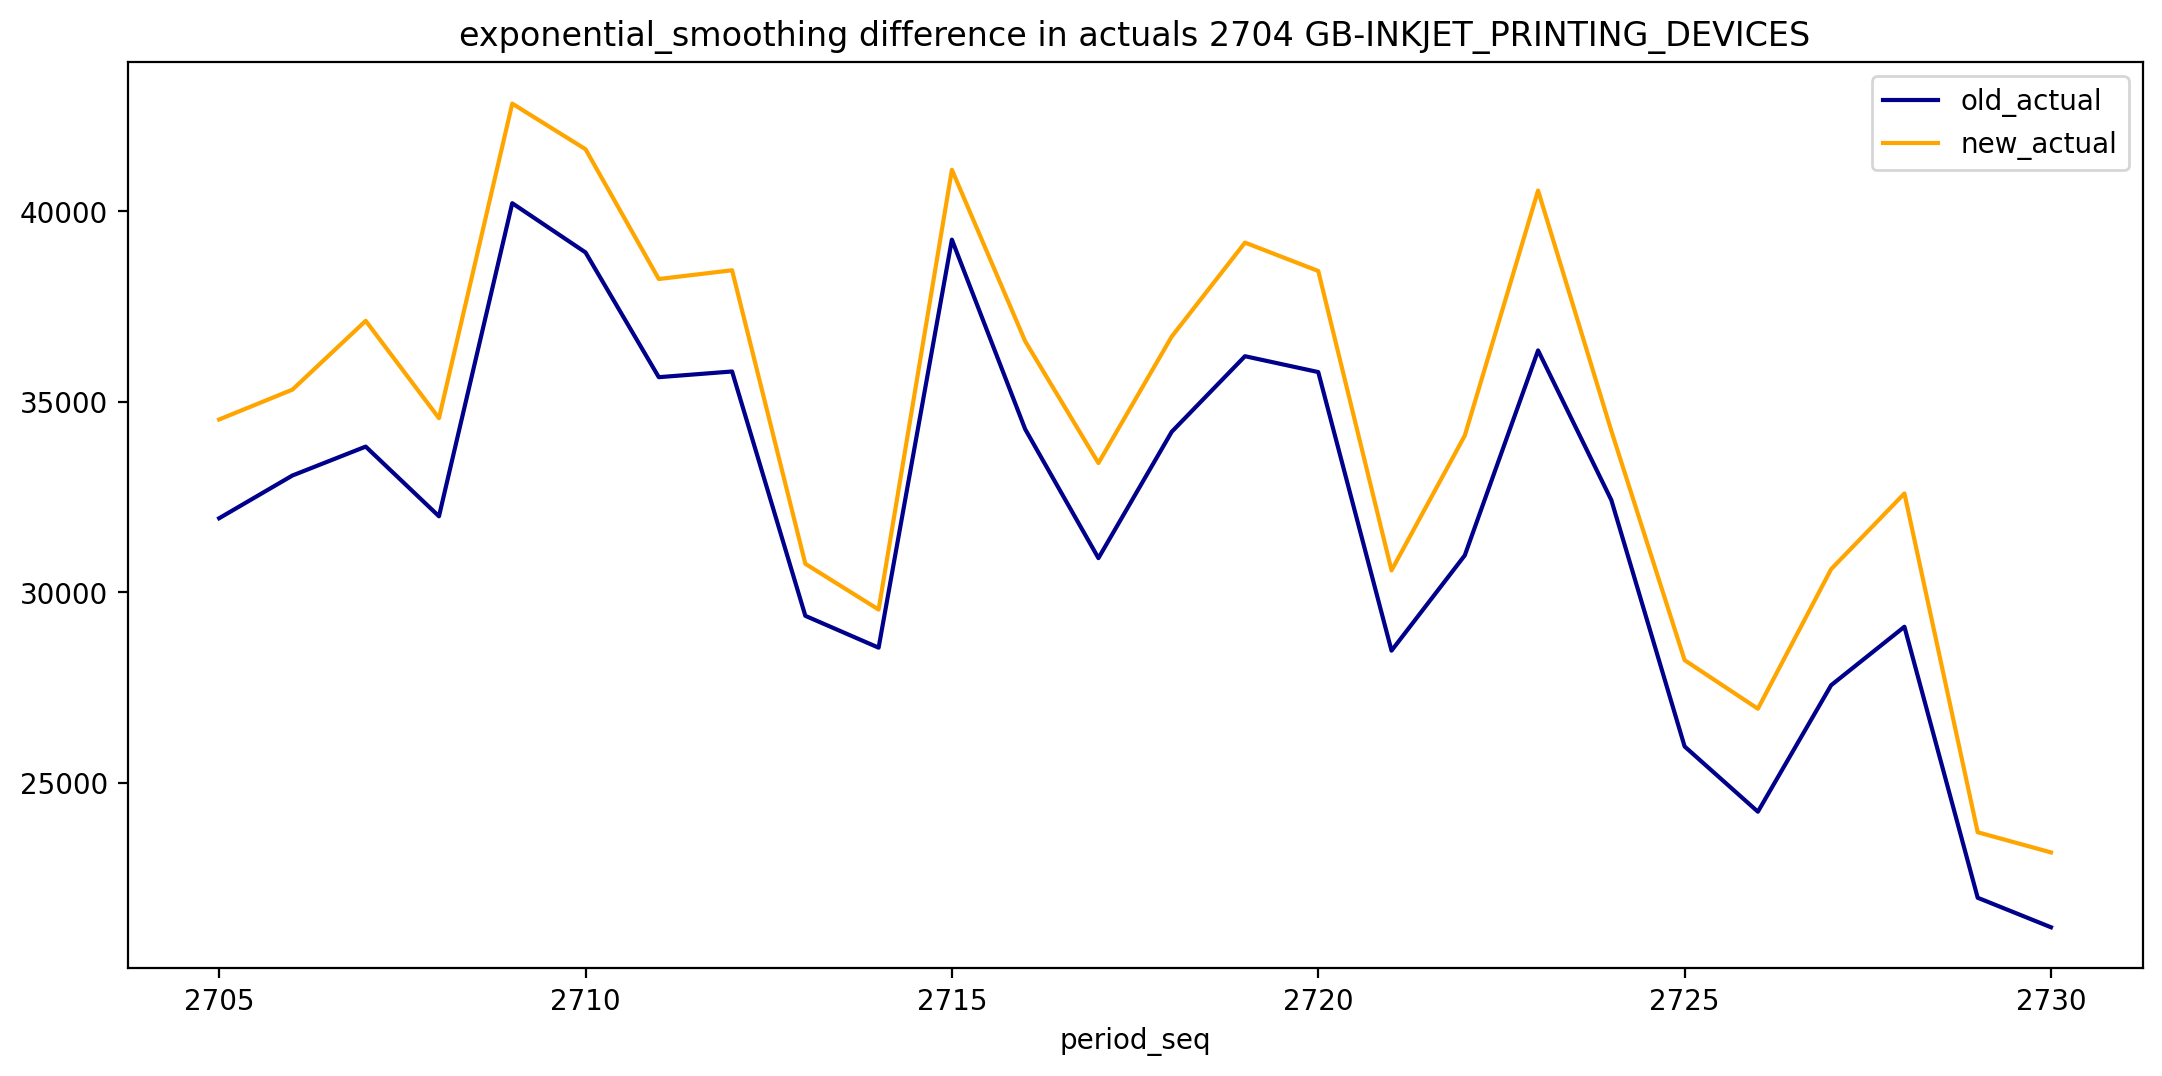 exponential_smoothing difference in actuals 2704 GB-INKJET_PRINTING_DEVICES
old_actual
new_actual
40000
35000
30000
25000
2705 2710 2715 2720 2725 2730
period_seq